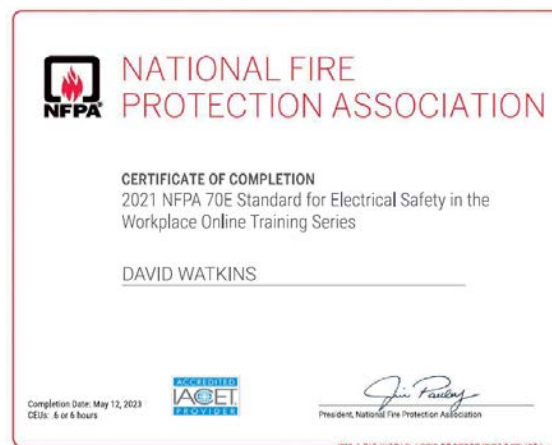 NFPA®
NATIONAL FIRE
PROTECTION ASSOCIATION
CERTIFICATE OF COMPLETION
2021 NFPA 70E Standard for Electrical Safety in the
Workplace Online Training Series
DAVID WATKINS
Completion Date: May 12, 2023
CEUs: .6 or 6 hours
ACCREDITED
IACET
PROVIDER
Jim Pauley
President, National Fire Protection Association